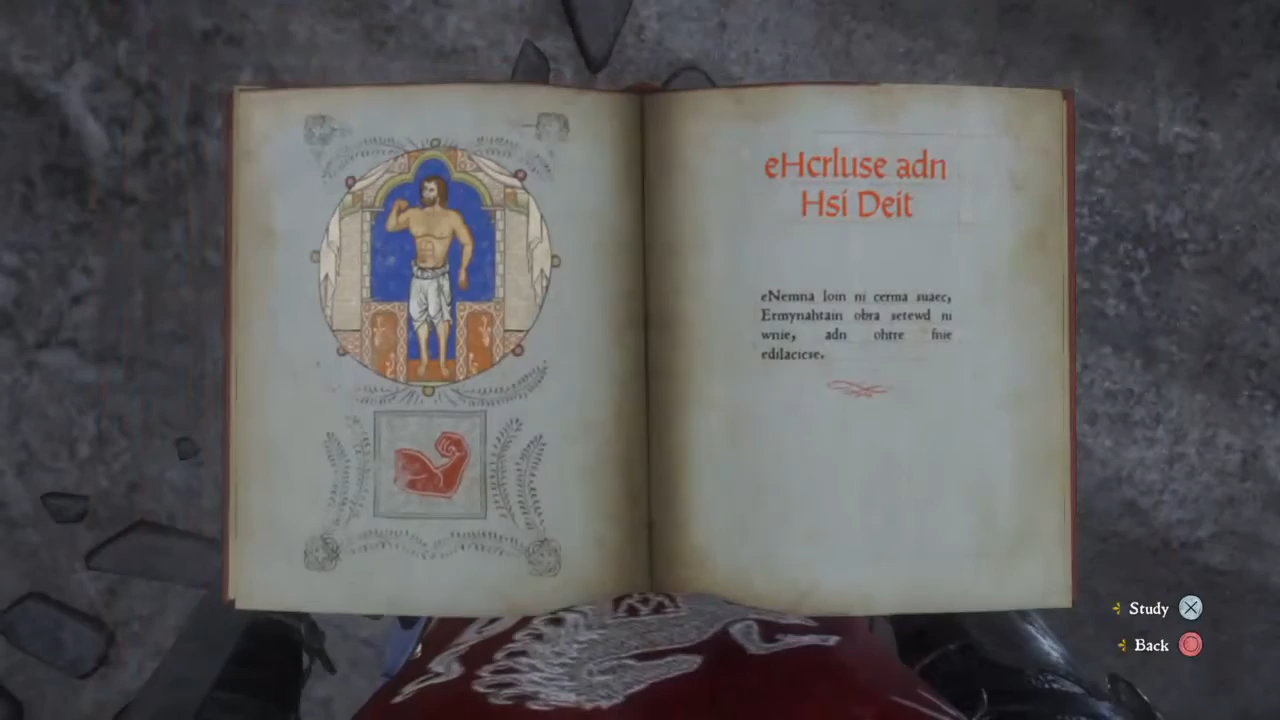 eHcrluse adn
Hsi Deit
eNemna loin ni cerma suaec,
Ermynahtain obra setewd ni
wnie, adn ohtre fnie
edilacicse.
Study
Back